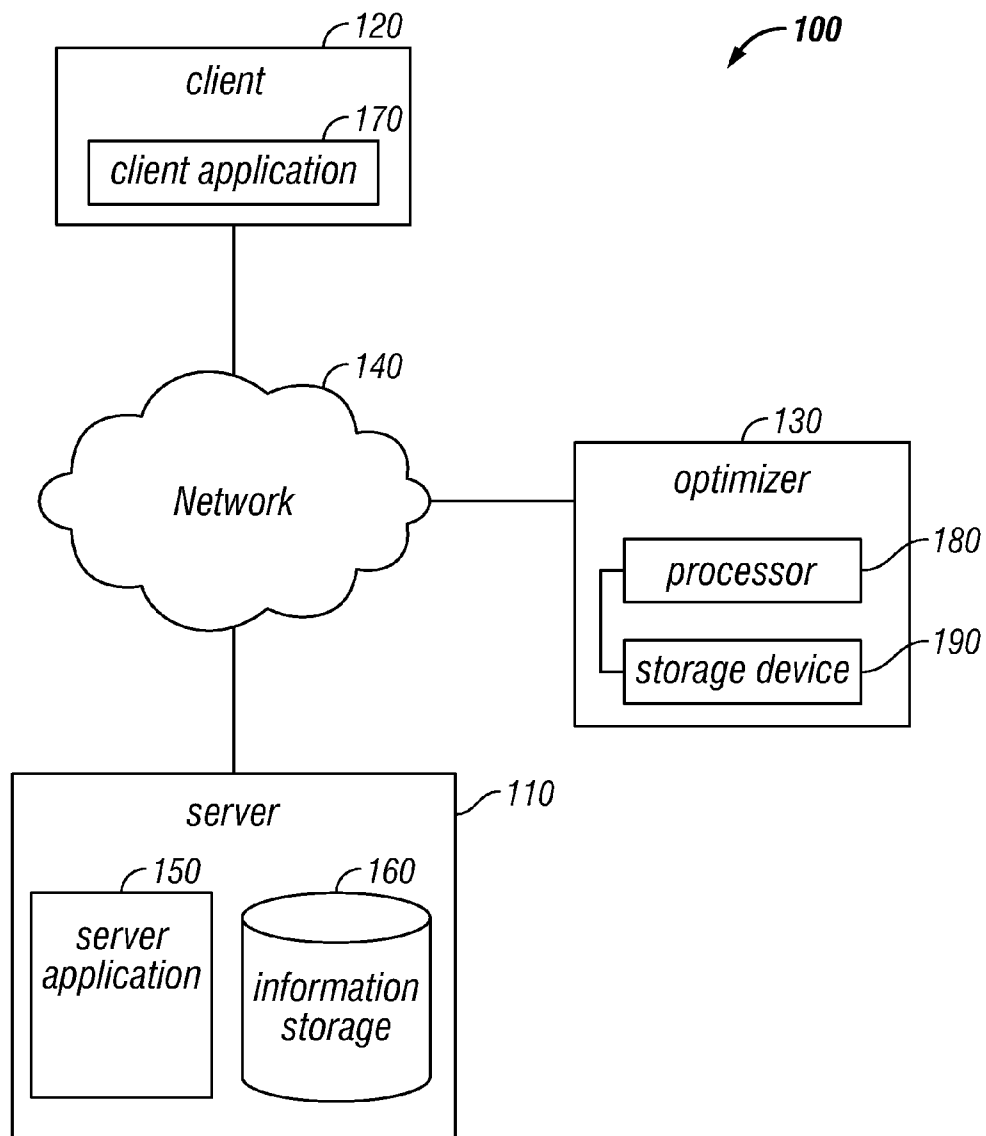 120
100
client
170
client application
140
Network
130
optimizer
180
processor
190
storage device
110
server
150
160
server
application
information
storage